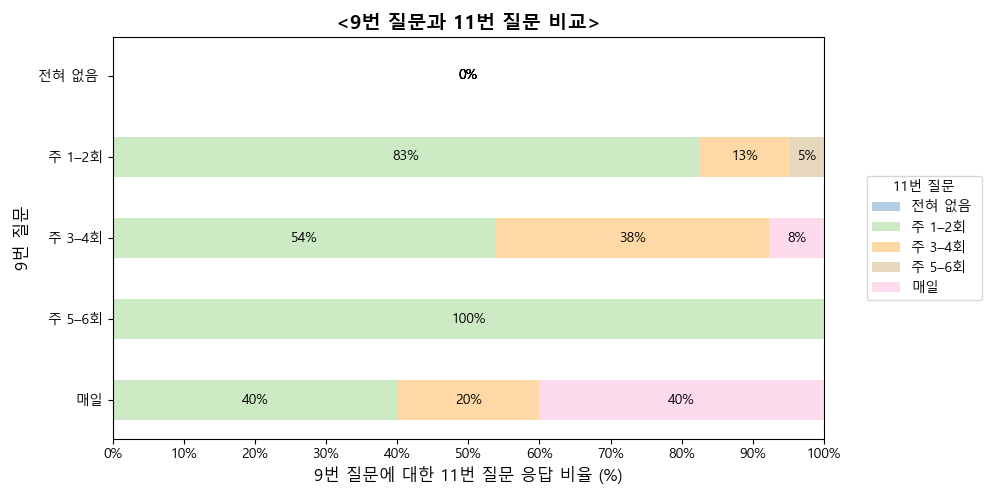 <9번 질문과 11번 질문 비교>
전혀 없음
0%
주 1–2회
83%
13%
5%
주 3–4회
54%
38%
8%
주 5–6회
100%
매일
40%
20%
40%
9번 질문
0%
10%
20%
30%
40%
50%
60%
70%
80%
90%
100%
9번 질문에 대한 11번 질문 응답 비율 (%)
11번 질문
전혀 없음
주 1–2회
주 3–4회
주 5–6회
매일